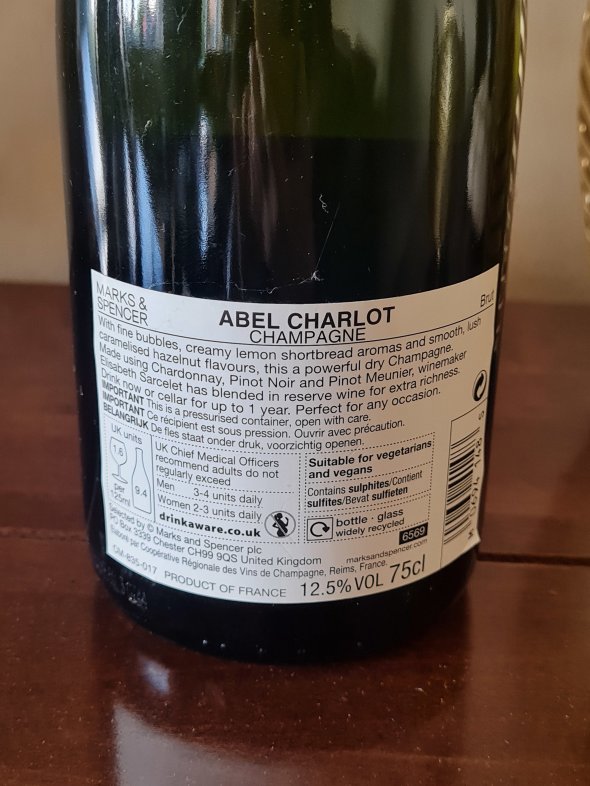 MARKS &
SPENCER
Brut
ABEL CHARLOT
CHAMPAGNE
With fine bubbles, creamy lemon shortbread aromas and smooth, lush
caramelised hazelnut flavours, this a powerful dry Champagne.
Made using Chardonnay, Pinot Noir and Pinot Meunier, winemaker
Elisabeth Sarcelet has blended in reserve wine for extra richness.
Drink now or cellar for up to 1 year. Perfect for any occasion.
IMPORTANT This is a pressurised container, open with care.
IMPORTANT Ce récipient est sous pression. Ouvrir avec précaution.
BELANGRIJK De fles staat onder druk, voorzichtig openen.
UK units
1.6
per
125ml
9.4
UK Chief Medical Officers
recommend adults do not
regularly exceed
Men 3-4 units daily
Women 2-3 units daily
drinkaware.co.uk
Suitable for vegetarians
and vegans
Contains sulphites/Contient
sulfites/Bevat sulfieten
bottle · glass
widely recycled
6569
marksandspencer.com
Selected by © Marks and Spencer plc
PO Box 3339 Chester CH99 9QS United Kingdom
Élaboré par Coopérative Régionale des Vins de Champagne, Reims, France.
CM-835-017 PRODUCT OF FRANCE 12.5% VOL 75cl